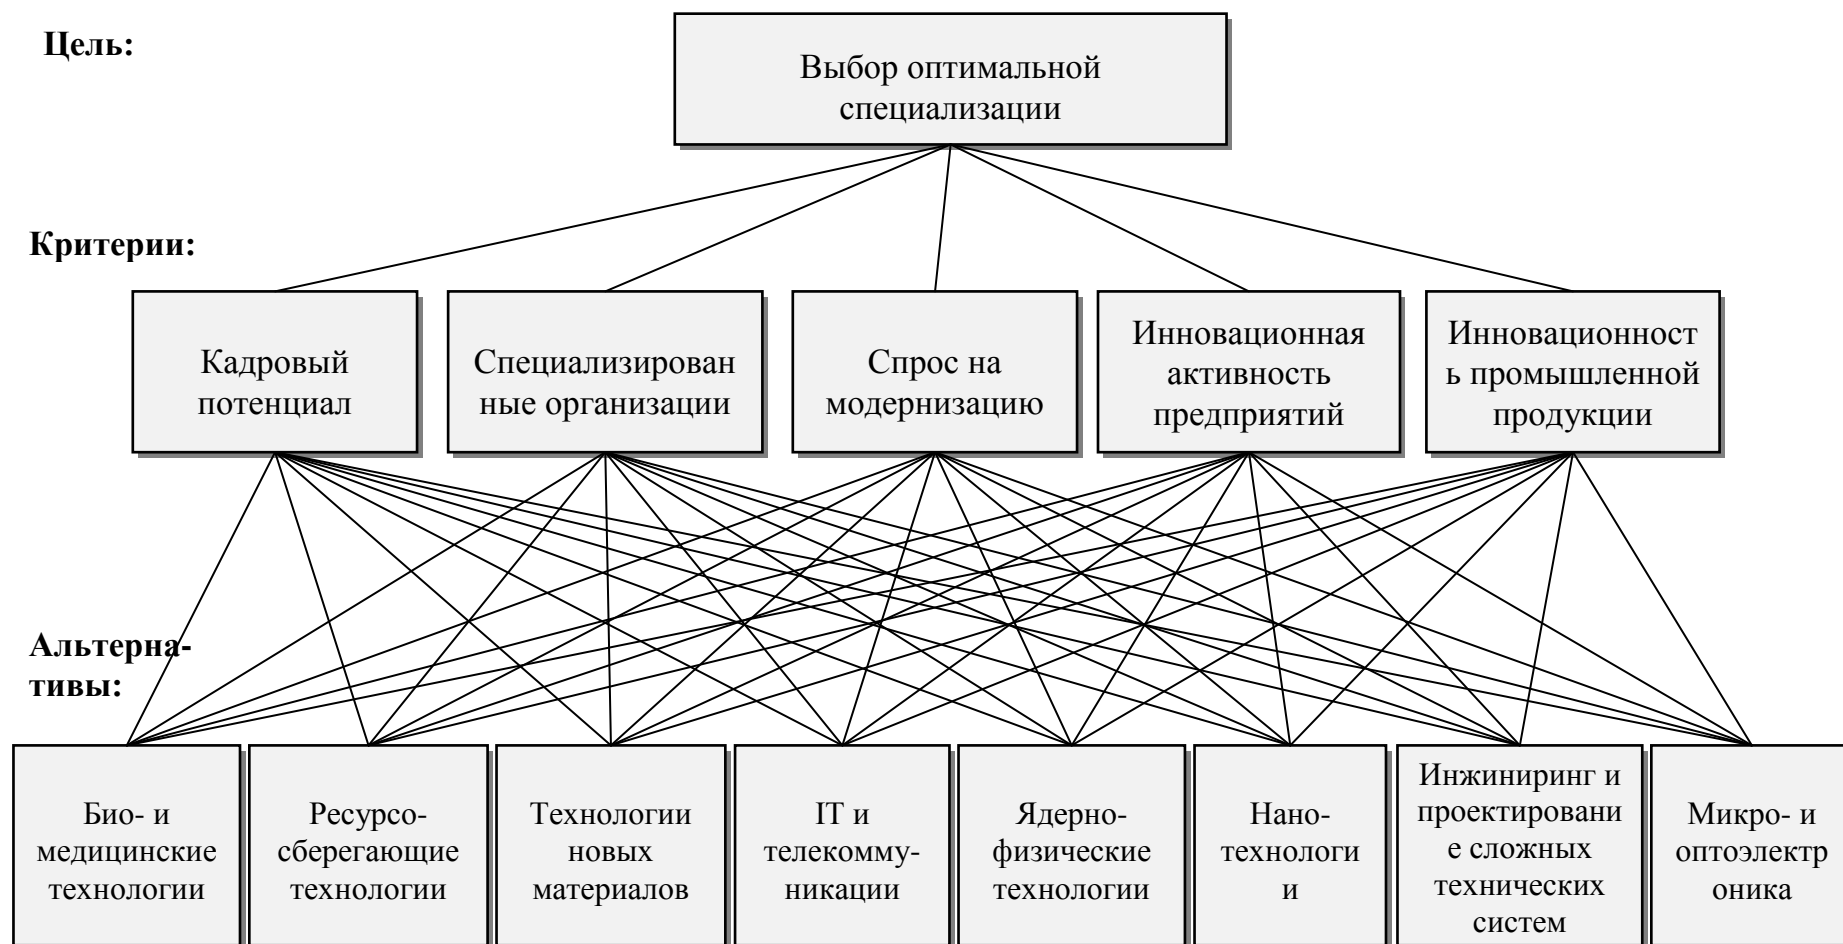 Цель:
Выбор оптимальной
специализации
Критерии:
Кадровый
потенциал
Специализирован
ные организации
Спрос на
модернизацию
Инновационная
активность
предприятий
Инновационност
ь промышленной
продукции
Альтерна-
тивы:
Био- и
медицинские
технологии
Ресурсо-
сберегающие
технологии
Технологии
новых
материалов
IT и
телекомму-
никации
Ядерно-
физические
технологии
Нано-
технологи
и
Инжиниринг и
проектировани
е сложных
технических
систем
Микро- и
оптоэлектр
оника